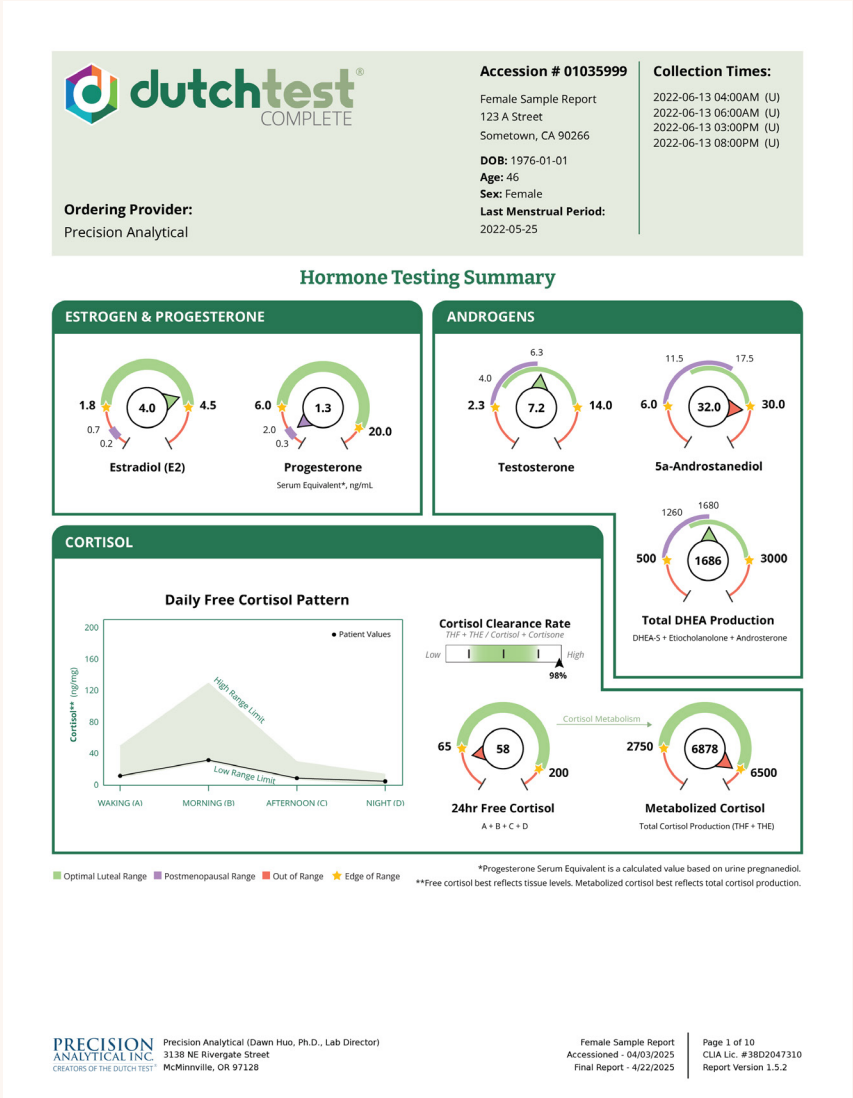 dutchtest®
COMPLETE
Ordering Provider:
Precision Analytical
Accession # 01035999
Female Sample Report
123 A Street
Sometown, CA 90266
DOB: 1976-01-01
Age: 46
Sex: Female
Last Menstrual Period:
2022-05-25
Collection Times:
2022-06-13 04:00AM (U)
2022-06-13 06:00AM (U)
2022-06-13 03:00PM (U)
2022-06-13 08:00PM (U)
Hormone Testing Summary
ESTROGEN & PROGESTERONE
1.8
4.0
4.5
0.7
0.2
Estradiol (E2)
6.0
1.3
20.0
2.0
0.3
Progesterone
Serum Equivalent*, ng/mL
ANDROGENS
6.3
4.0
2.3
7.2
14.0
Testosterone
11.5
17.5
6.0
32.0
30.0
5a-Androstanediol
1680
1260
500
1686
3000
Total DHEA Production
DHEA-S + Etiocholanolone + Androsterone
CORTISOL
Daily Free Cortisol Pattern
200
160
120
80
40
0
Cortisol** (ng/mg)
Patient Values
High Range Limit
Low Range Limit
WAKING (A)
MORNING (B)
AFTERNOON (C)
NIGHT (D)
Cortisol Clearance Rate
THF + THE / Cortisol + Cortisone
Low
High
98%
65
58
200
24hr Free Cortisol
A + B + C + D
Cortisol Metabolism
2750
6878
6500
Metabolized Cortisol
Total Cortisol Production (THF + THE)
Optimal Luteal Range
Postmenopausal Range
Out of Range
Edge of Range
*Progesterone Serum Equivalent is a calculated value based on urine pregnanediol.
**Free cortisol best reflects tissue levels. Metabolized cortisol best reflects total cortisol production.
PRECISION
ANALYTICAL INC.
CREATORS OF THE DUTCH TEST®
Precision Analytical (Dawn Huo, Ph.D., Lab Director)
3138 NE Rivergate Street
McMinnville, OR 97128
Female Sample Report
Accessioned - 04/03/2025
Final Report - 4/22/2025
Page 1 of 10
CLIA Lic. #38D2047310
Report Version 1.5.2